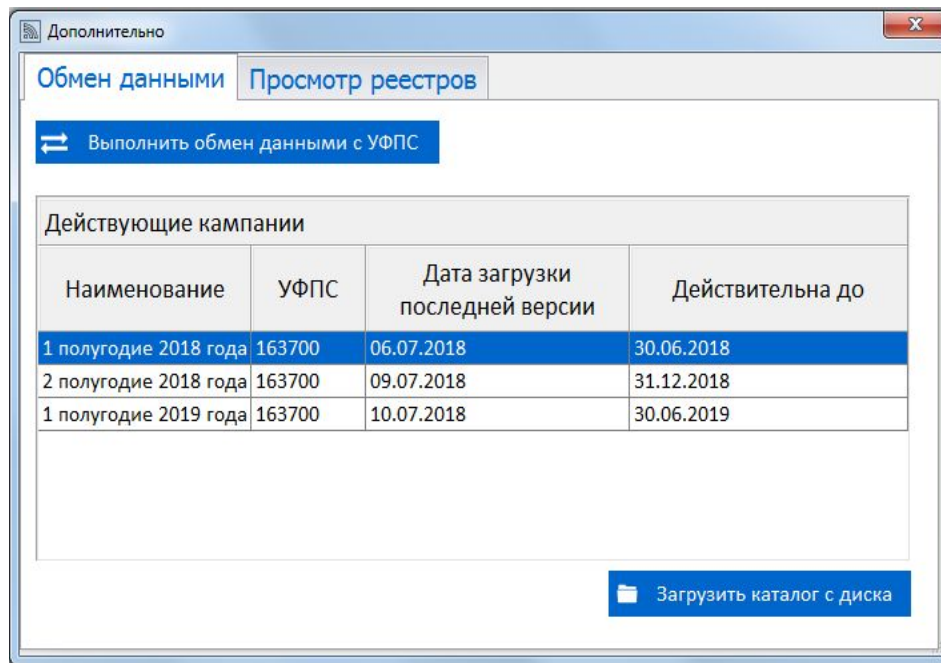 Дополнительно
Обмен данными Просмотр реестров
Выполнить обмен данными с УФПС
Действующие кампании
Наименование УФПС Дата загрузки последней версии Действительна до
1 полугодие 2018 года 163700 06.07.2018 30.06.2018
2 полугодие 2018 года 163700 09.07.2018 31.12.2018
1 полугодие 2019 года 163700 10.07.2018 30.06.2019
Загрузить каталог с диска